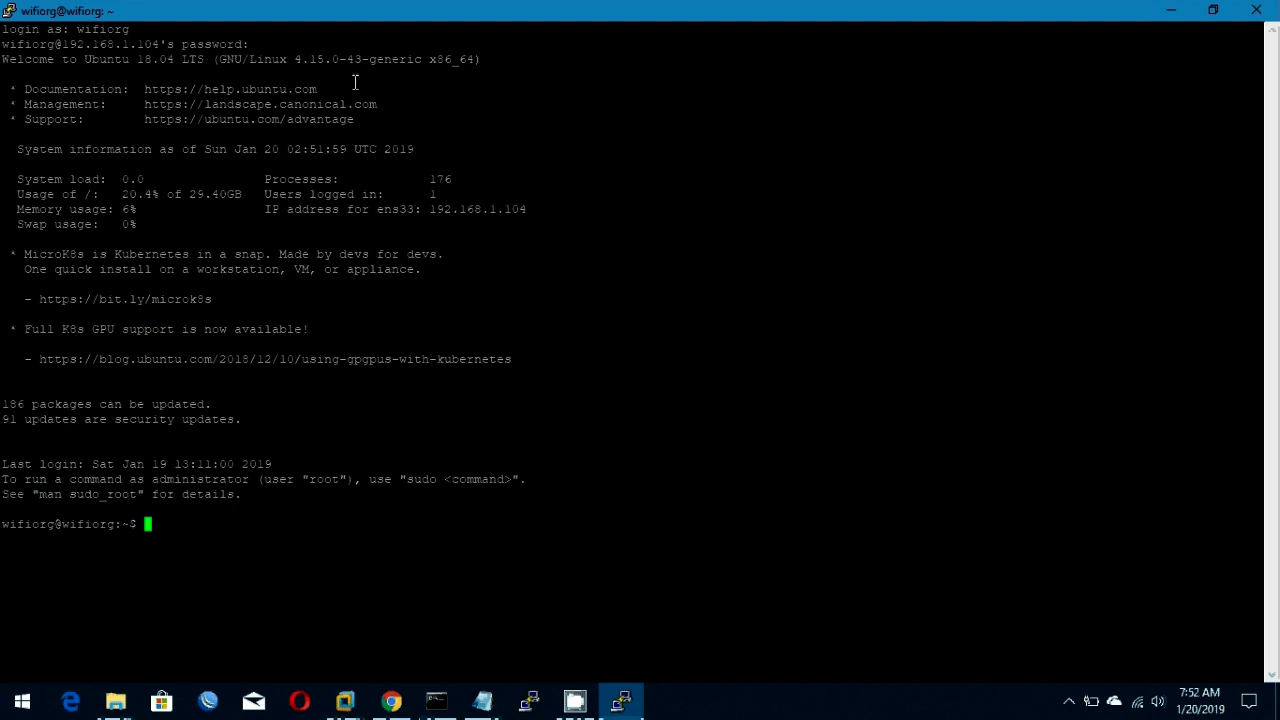 wifiorg@wifiorg: ~
login as: wifiorg
wifiorg@192.168.1.104's password:
Welcome to Ubuntu 18.04 LTS (GNU/Linux 4.15.0-43-generic x86_64)
* Documentation: https://help.ubuntu.com
* Management: https://landscape.canonical.com
* Support: https://ubuntu.com/advantage
System information as of Sun Jan 20 02:51:59 UTC 2019
System load: 0.0 Processes: 176
Usage of /: 20.4% of 29.40GB Users logged in: 1
Memory usage: 6% IP address for ens33: 192.168.1.104
Swap usage: 0%
* MicroK8s is Kubernetes in a snap. Made by devs for devs.
One quick install on a workstation, VM, or appliance.
- https://bit.ly/microk8s
* Full K8s GPU support is now available!
- https://blog.ubuntu.com/2018/12/10/using-gpgpus-with-kubernetes
186 packages can be updated.
91 updates are security updates.
Last login: Sat Jan 19 13:11:00 2019
To run a command as administrator (user "root"), use "sudo <command>".
See "man sudo_root" for details.
wifiorg@wifiorg:~$
7:52 AM
1/20/2019